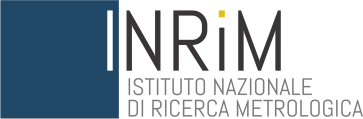 INRiM
ISTITUTO NAZIONALE
DI RICERCA METROLOGICA